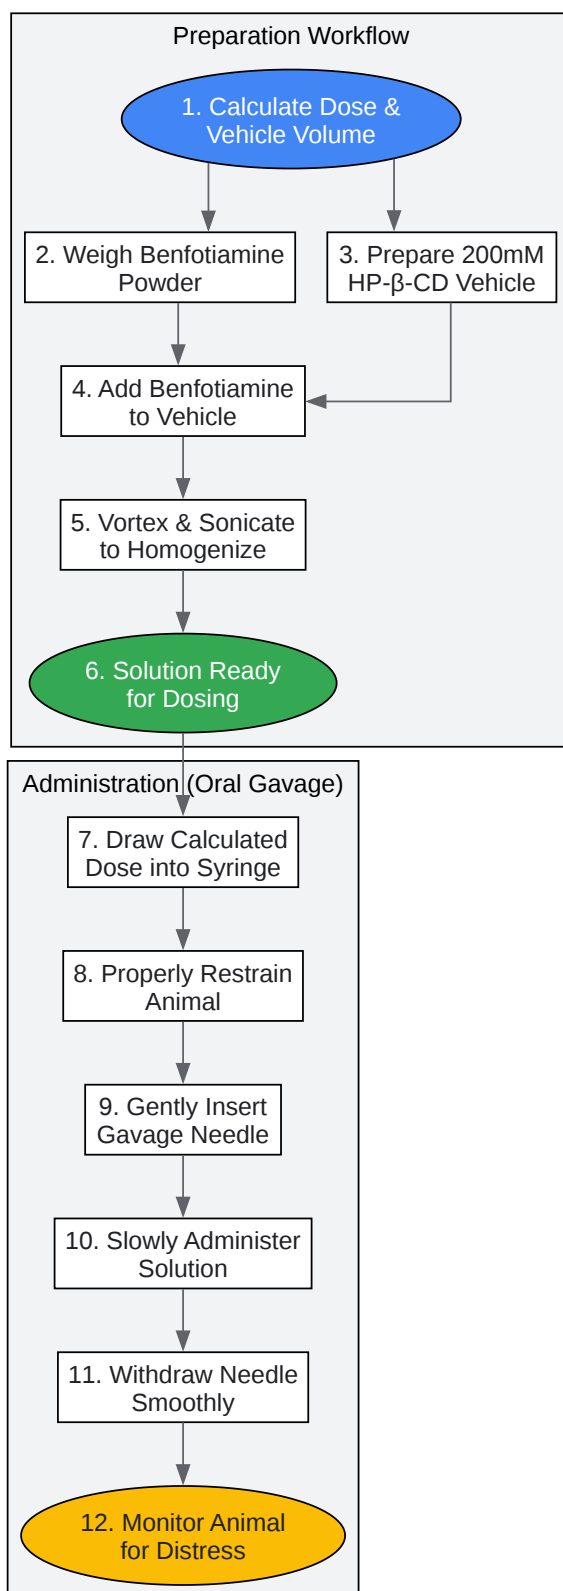 Preparation Workflow
1. Calculate Dose &
Vehicle Volume
2. Weigh Benfotiamine
Powder
3. Prepare 200mM
HP-β-CD Vehicle
4. Add Benfotiamine
to Vehicle
5. Vortex & Sonicate
to Homogenize
6. Solution Ready
for Dosing
Administration (Oral Gavage)
7. Draw Calculated
Dose into Syringe
8. Properly Restrain
Animal
9. Gently Insert
Gavage Needle
10. Slowly Administer
Solution
11. Withdraw Needle
Smoothly
12. Monitor Animal
for Distress